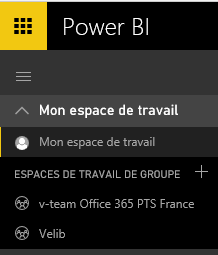 Power BI
Mon espace de travail
Mon espace de travail
ESPACES DE TRAVAIL DE GROUPE
v-team Office 365 PTS France
Velib